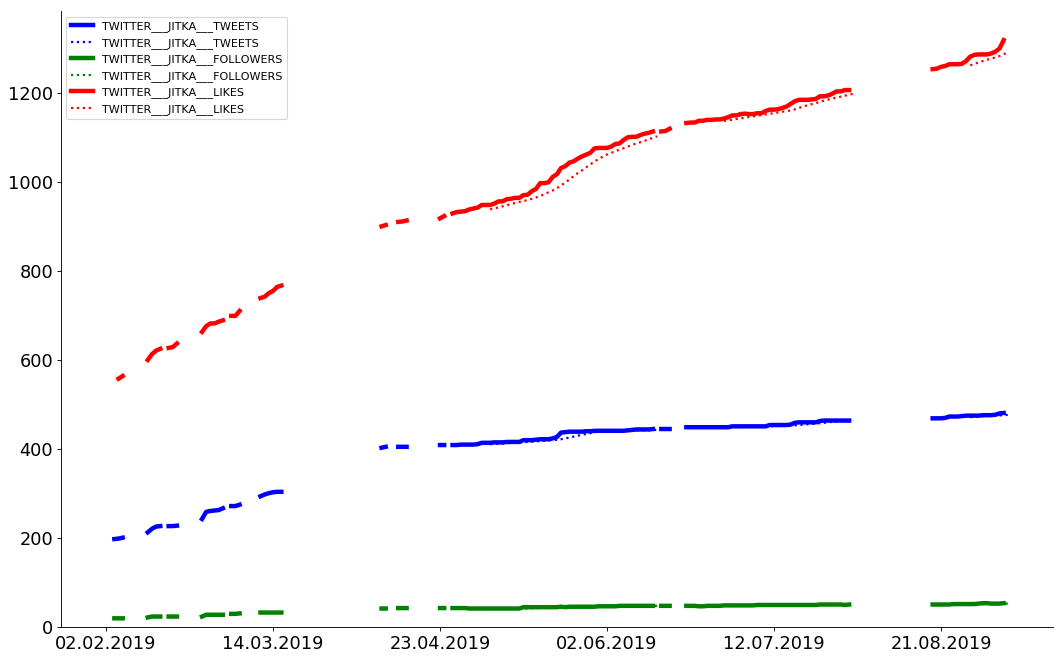 TWITTER___JITKA___TWEETS
TWITTER___JITKA___TWEETS
TWITTER___JITKA___FOLLOWERS
TWITTER___JITKA___FOLLOWERS
TWITTER___JITKA___LIKES
TWITTER___JITKA___LIKES
1200
1000
800
600
400
200
0
02.02.2019 14.03.2019 23.04.2019 02.06.2019 12.07.2019 21.08.2019